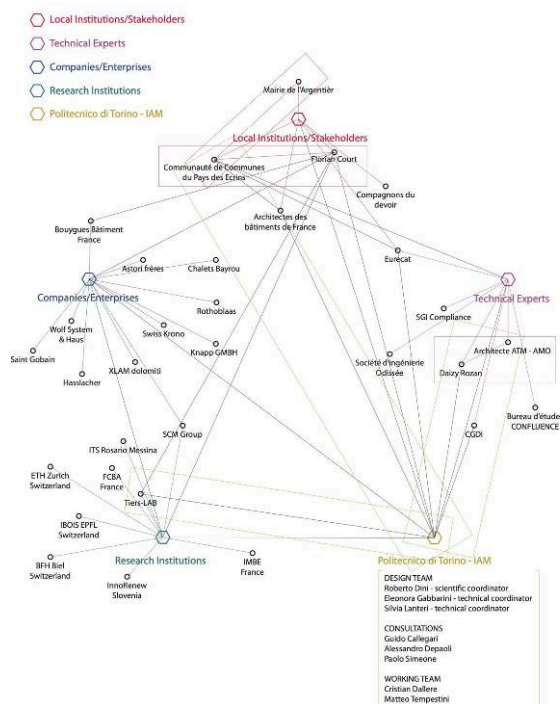 Local Institutions/Stakeholders
Technical Experts
Companies/Enterprises
Research Institutions
Politecnico di Torino - IAM
Mairie de l'Argentièr
Local Institutions/Stakeholders
Florian Court
Communauté de Communes
du Pays des Ecrins
Compagnons du
devoir
Architectes des
bâtiments de France
Bouygues Bâtiment
France
Eurecat
Astori frères
Chalets Bayrou
Companies/Enterprises
Technical Experts
Rothoblaas
SGI Compliance
Wolf System
& Haus
Swiss Krono
Saint Gobain
Knapp GMBH
Architecte ATM - AMO
Société d'ingénierie
Odissée
XLAM dolomiti
Daizy Rozan
Hasslacher
Bureau d'étude
CONFLUENCE
SCM Group
CGDi
ITS Rosario Messina
ETH Zurich
Switzerland
FCBA
France
Tiers-LAB
IBOIS EPFL
Switzerland
Research Institutions
Politecnico di Torino - IAM
BFH Biel
Switzerland
IMBE
France
InnoRenew
Slovenia
DESIGN TEAM
Roberto Dini - scientific coordinator
Eleonora Gabbarini - technical coordinator
Silvia Lanteri - technical coordinator
CONSULTATIONS
Guido Callegari
Alessandro Depaoli
Paolo Simeone
WORKING TEAM
Cristian Dallere
Matteo Tempestini